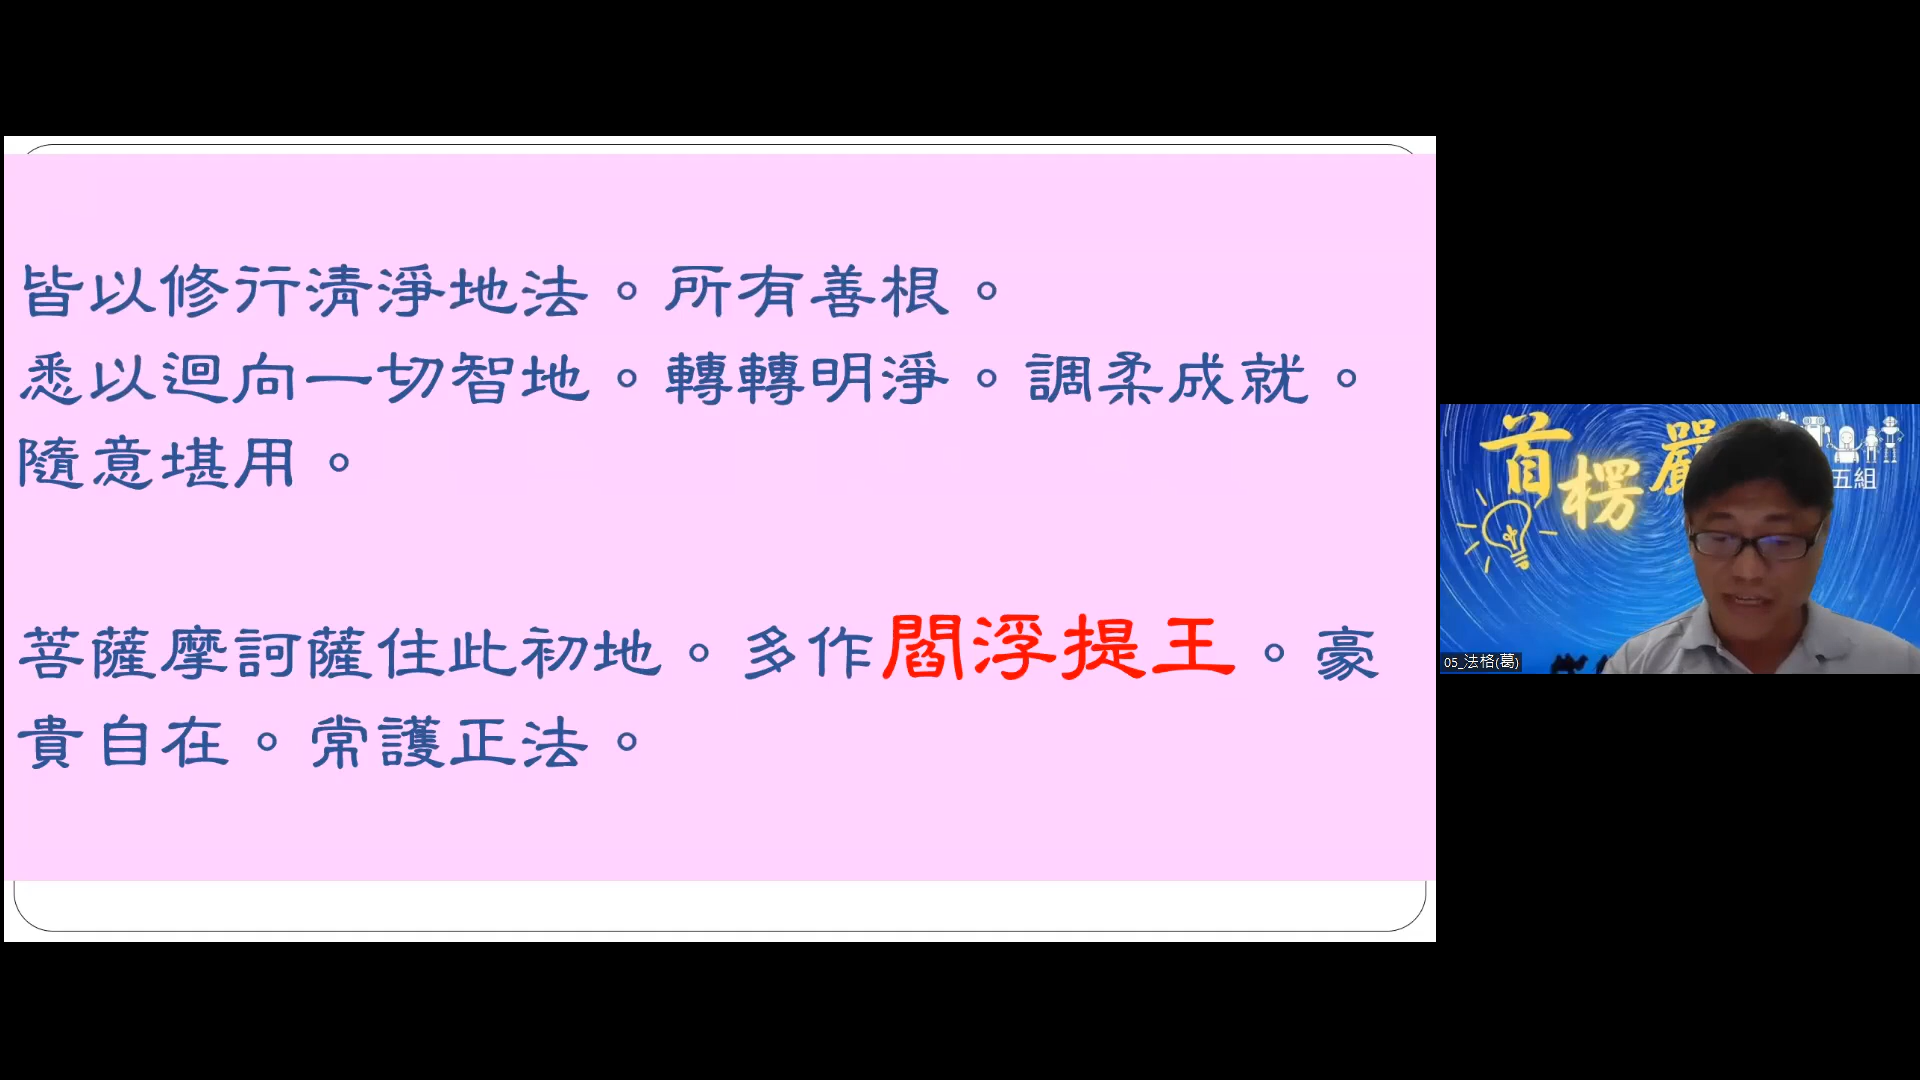 皆以修行清淨地法。所有善根。
悉以迴向一切智地。轉轉明淨。調柔成就。
隨意堪用。
菩薩摩訶薩住此初地。多作閻浮提王。豪
貴自在。常護正法。
首楞嚴
五組
05_法格(葛)